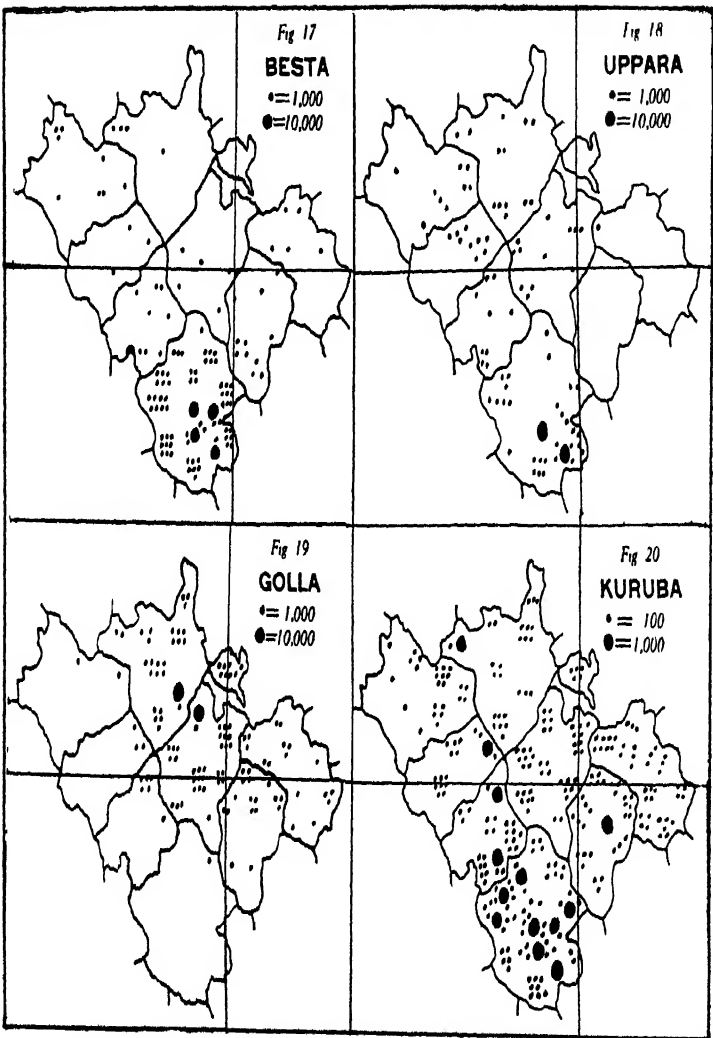 Fig 17
BESTA
•= 1,000
●=10,000
Fig 18
UPPARA
•= 1,000
●=10,000
Fig 19
GOLLA
•= 1,000
●=10,000
Fig 20
KURUBA
•= 100
●=1,000